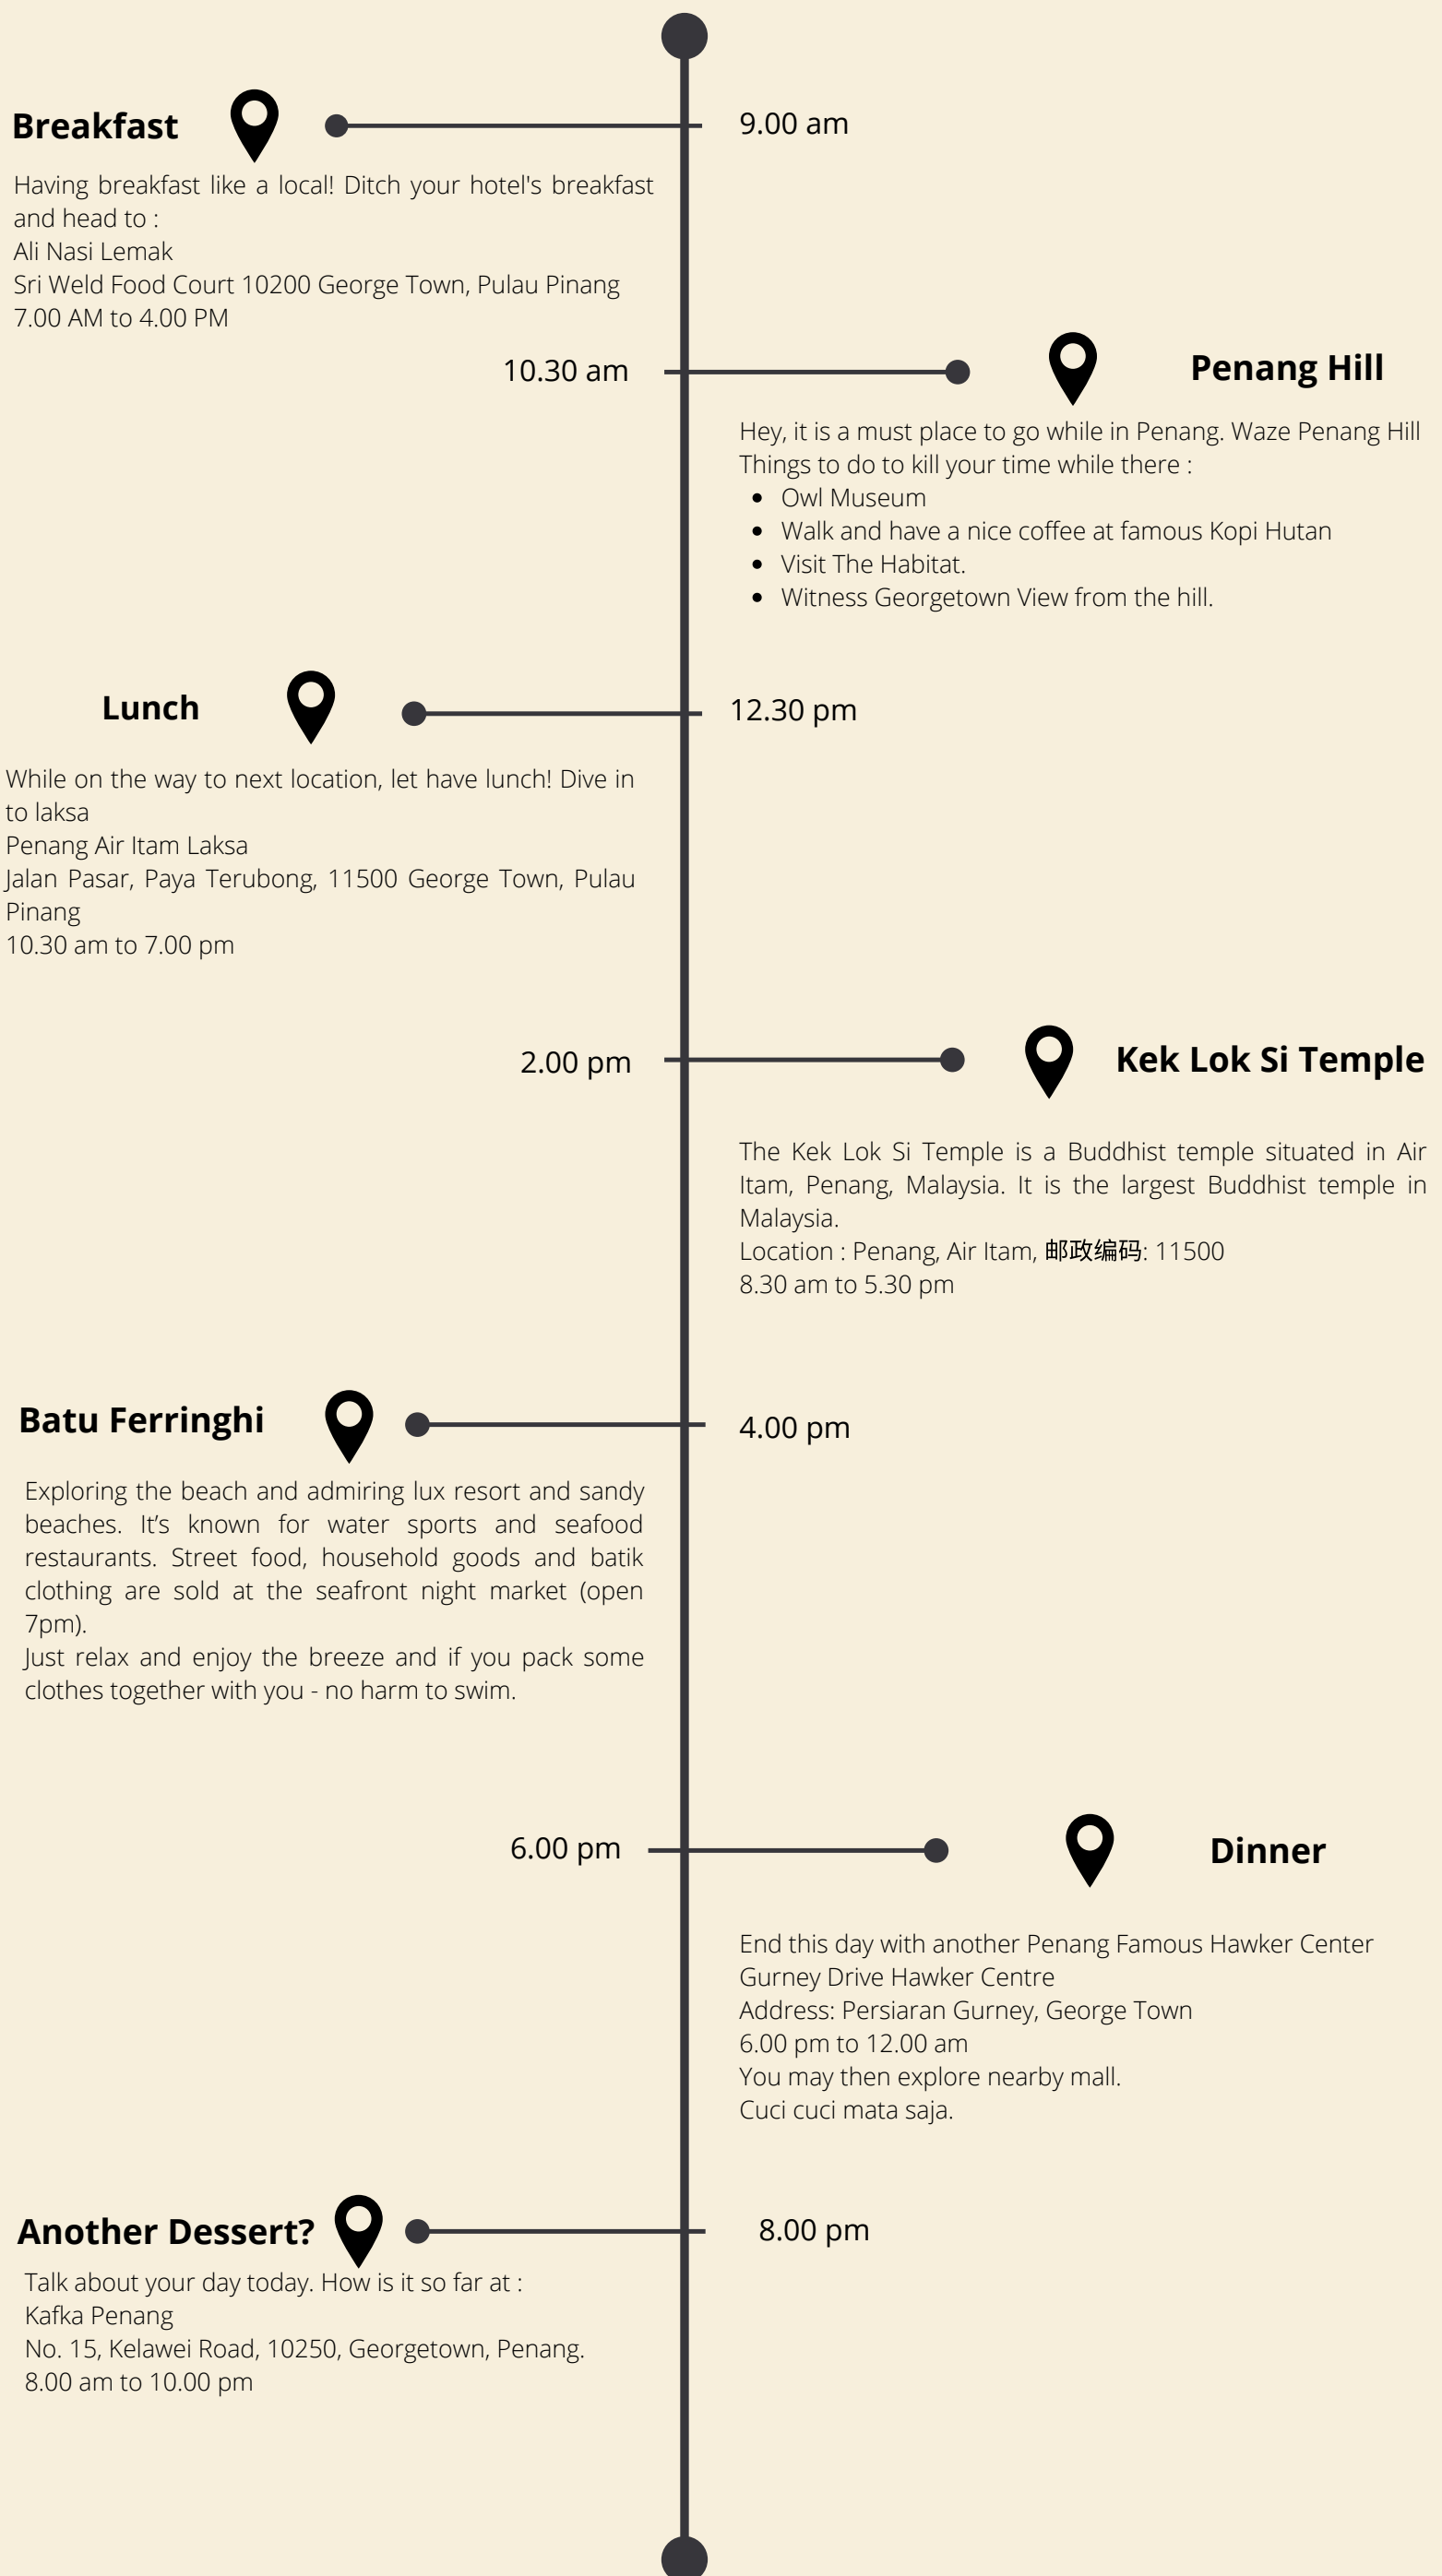 Breakfast
9.00 am
Having breakfast like a local! Ditch your hotel's breakfast
and head to :
Ali Nasi Lemak
Sri Weld Food Court 10200 George Town, Pulau Pinang
7.00 AM to 4.00 PM
10.30 am
Penang Hill
Hey, it is a must place to go while in Penang. Waze Penang Hill
Things to do to kill your time while there :
• Owl Museum
• Walk and have a nice coffee at famous Kopi Hutan
• Visit The Habitat.
• Witness Georgetown View from the hill.
Lunch
12.30 pm
While on the way to next location, let have lunch! Dive in
to laksa
Penang Air Itam Laksa
Jalan Pasar, Paya Terubong, 11500 George Town, Pulau
Pinang
10.30 am to 7.00 pm
2.00 pm
Kek Lok Si Temple
The Kek Lok Si Temple is a Buddhist temple situated in Air
Itam, Penang, Malaysia. It is the largest Buddhist temple in
Malaysia.
Location : Penang, Air Itam, 邮政编码: 11500
8.30 am to 5.30 pm
Batu Ferringhi
4.00 pm
Exploring the beach and admiring lux resort and sandy
beaches. It’s known for water sports and seafood
restaurants. Street food, household goods and batik
clothing are sold at the seafront night market (open
7pm).
Just relax and enjoy the breeze and if you pack some
clothes together with you - no harm to swim.
6.00 pm
Dinner
End this day with another Penang Famous Hawker Center
Gurney Drive Hawker Centre
Address: Persiaran Gurney, George Town
6.00 pm to 12.00 am
You may then explore nearby mall.
Cuci cuci mata saja.
Another Dessert?
8.00 pm
Talk about your day today. How is it so far at :
Kafka Penang
No. 15, Kelawei Road, 10250, Georgetown, Penang.
8.00 am to 10.00 pm